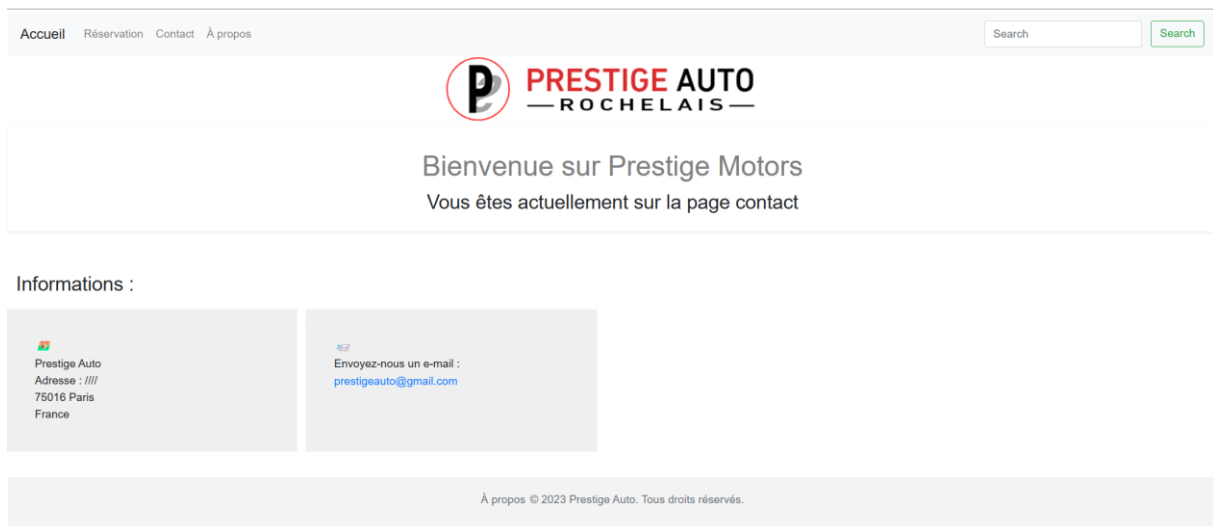 Accueil Réservation Contact À propos Search Search
PRESTIGE AUTO
ROCHELAIS
Bienvenue sur Prestige Motors
Vous êtes actuellement sur la page contact
Informations :
Prestige Auto
Adresse : ////
75016 Paris
France
Envoyez-nous un e-mail :
prestigeauto@gmail.com
À propos © 2023 Prestige Auto. Tous droits réservés.